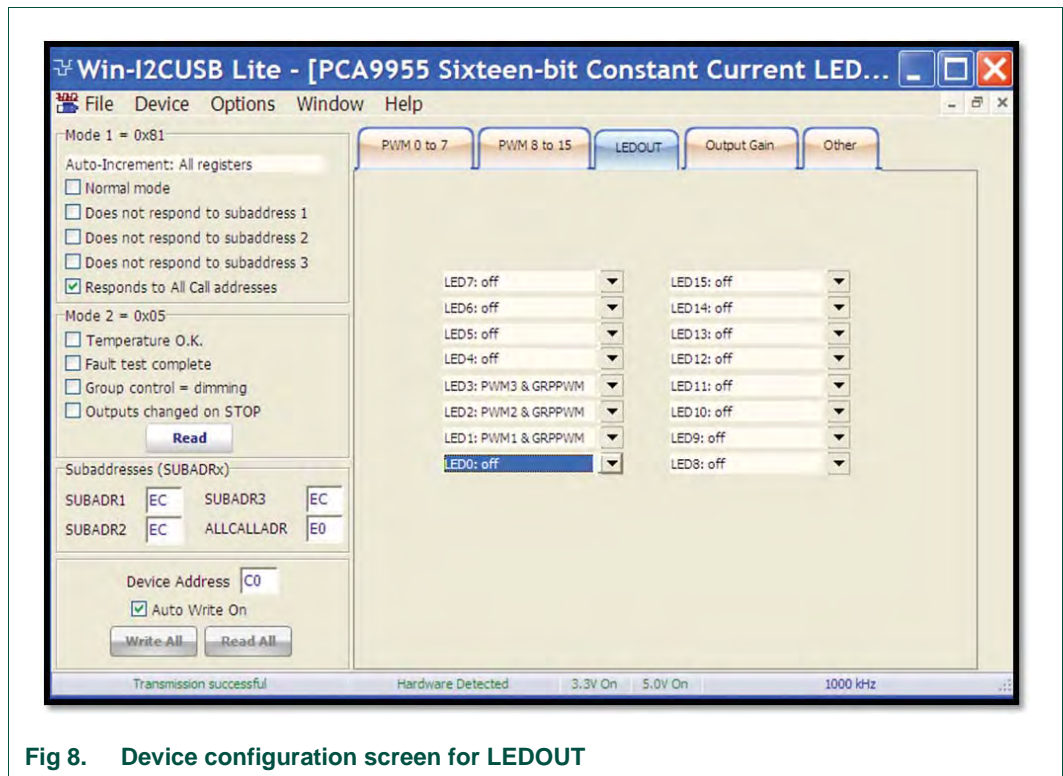 Win-I2CUSB Lite - [PCA9955 Sixteen-bit Constant Current LED...
File Device Options Window Help
Mode 1 = 0x81
Auto-Increment: All registers
Normal mode
Does not respond to subaddress 1
Does not respond to subaddress 2
Does not respond to subaddress 3
Responds to All Call addresses
Mode 2 = 0x05
Temperature O.K.
Fault test complete
Group control = dimming
Outputs changed on STOP
Read
Subaddresses (SUBADRx)
SUBADR1 EC SUBADR3 EC
SUBADR2 EC ALLCALLADR E0
Device Address C0
Auto Write On
Write All Read All
PWM 0 to 7 PWM 8 to 15 LEDOUT Output Gain Other
LED7: off LED15: off
LED6: off LED14: off
LED5: off LED13: off
LED4: off LED12: off
LED3: PWM3 & GRPPWM LED11: off
LED2: PWM2 & GRPPWM LED10: off
LED1: PWM1 & GRPPWM LED9: off
LED0: off LED8: off
Transmission successful Hardware Detected 3.3V On 5.0V On 1000 kHz
Fig 8. Device configuration screen for LEDOUT